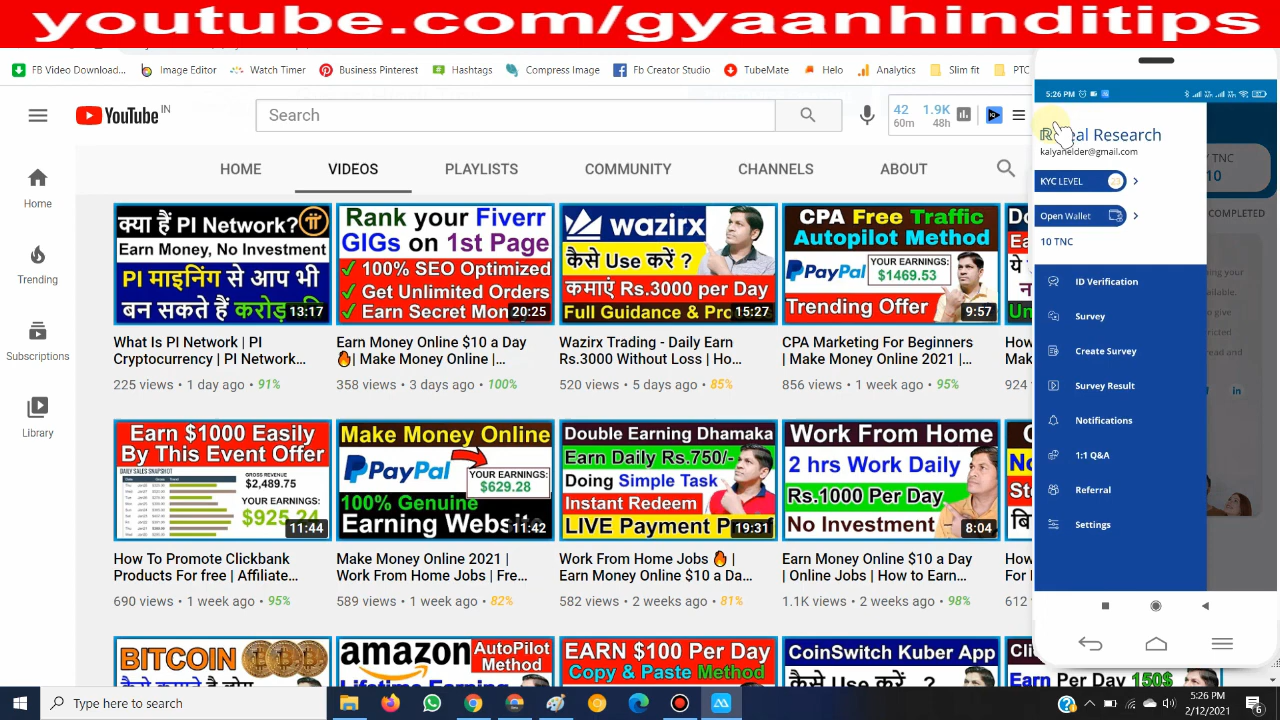 youtube.com/gyaanhinditips
FB Video Download... Image Editor Watch Timer Business Pinterest Hashtags Compress Image Fb Creator Studio TubeMate Helo Analytics Slim fit PTC
YouTube IN
Search
42 1.9K
60m 48h
HOME VIDEOS PLAYLISTS COMMUNITY CHANNELS ABOUT
Home
Trending
Subscriptions
Library
क्या हैं PI Network?
Earn Money, No Investment
PI माइनिंग से आप भी
बन सकते हैं करोड़
13:17
What Is PI Network | PI
Cryptocurrency | PI Network...
225 views • 1 day ago • 91%
Rank your Fiverr
GIGs on 1st Page
✓ 100% SEO Optimized
✓ Get Unlimited Orders
✓ Earn Secret Mon
20:25
Earn Money Online $10 a Day
🔥| Make Money Online |...
358 views • 3 days ago • 100%
wazirx
कैसे Use करें ?
कमाएं Rs.3000 per Day
Full Guidance & Pro
15:27
Wazirx Trading - Daily Earn
Rs.3000 Without Loss | Ho...
520 views • 5 days ago • 85%
CPA Free Traffic
Autopilot Method
PayPal
YOUR EARNINGS:
$1469.53
Trending Offer
9:57
CPA Marketing For Beginners
| Make Money Online 2021 |
856 views • 1 week ago • 95%
How
Mak
924
Earn $1000 Easily
By This Event Offer
DAILY SALES SNAPSHOT
GROSS REVENUE
$2,489.75
YOUR EARNINGS:
$925.24
11:44
How To Promote Clickbank
Products For free | Affiliate...
690 views • 1 week ago • 95%
Make Money Online
PayPal
YOUR EARNINGS:
$629.28
100% Genuine
Earning Website
11:42
Make Money Online 2021 |
Work From Home Jobs | Fre...
589 views • 1 week ago • 82%
Double Earning Dhamaka
Earn Daily Rs.750/-
Doing Simple Task
Instant Redeem
LIVE Payment P
19:31
Work From Home Jobs 🔥 |
Earn Money Online $10 a Da...
582 views • 2 weeks ago • 81%
Work From Home
2 hrs Work Daily
Rs.1000 Per Day
No Investment
8:04
Earn Money Online $10 a Day
| Online Jobs | How to Earn...
1.1K views • 2 weeks ago • 98%
How
For
612
BITCOIN
amazon
AutoPilot
Method
EARN $100 Per Day
Copy & Paste Method
CoinSwitch Kuber App
Earn Per Day 150$
5:26 PM
Real Research
kalyanelder@gmail.com
KYC LEVEL
Open Wallet
10 TNC
ID Verification
Survey
Create Survey
Survey Result
Notifications
1:1 Q&A
Referral
Settings
TNC
10
COMPLETED
Type here to search
5:26 PM
2/12/2021
6